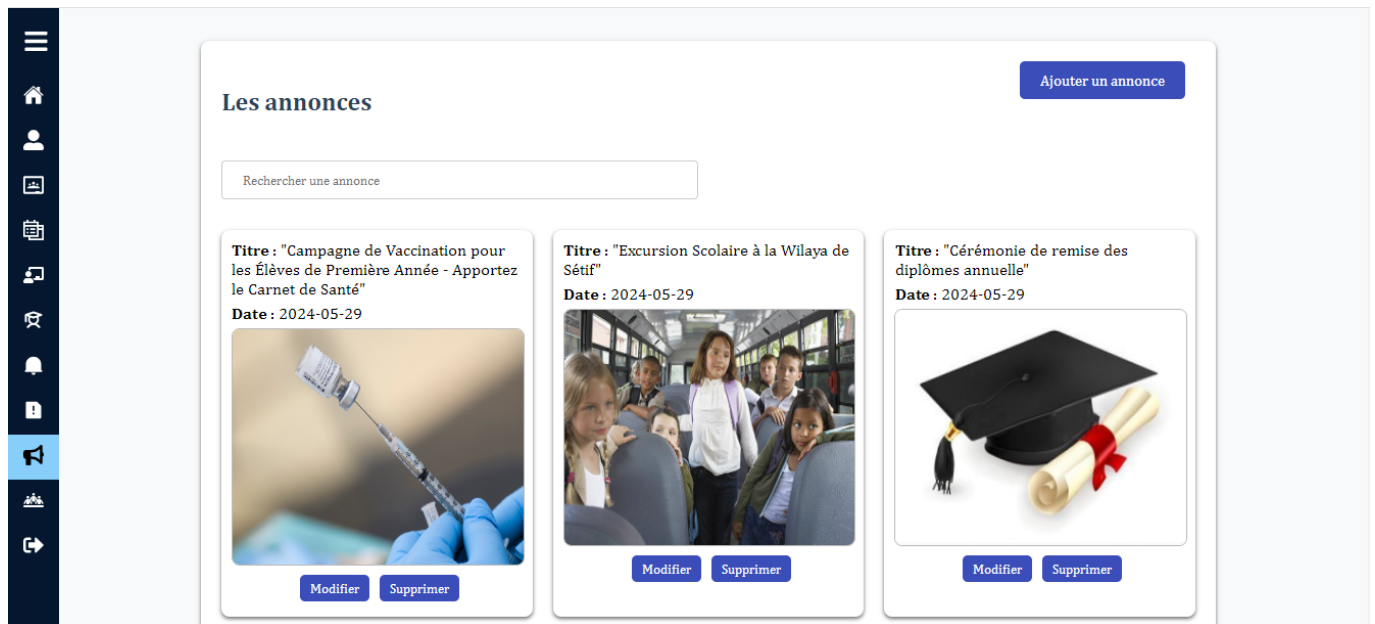 Ajouter un annonce
Les annonces
Rechercher une annonce
Titre : "Campagne de Vaccination pour
les Élèves de Première Année - Apportez
le Carnet de Santé"
Date : 2024-05-29
Modifier
Supprimer
Titre : "Excursion Scolaire à la Wilaya de
Sétif"
Date : 2024-05-29
Modifier
Supprimer
Titre : "Cérémonie de remise des
diplômes annuelle"
Date : 2024-05-29
Modifier
Supprimer